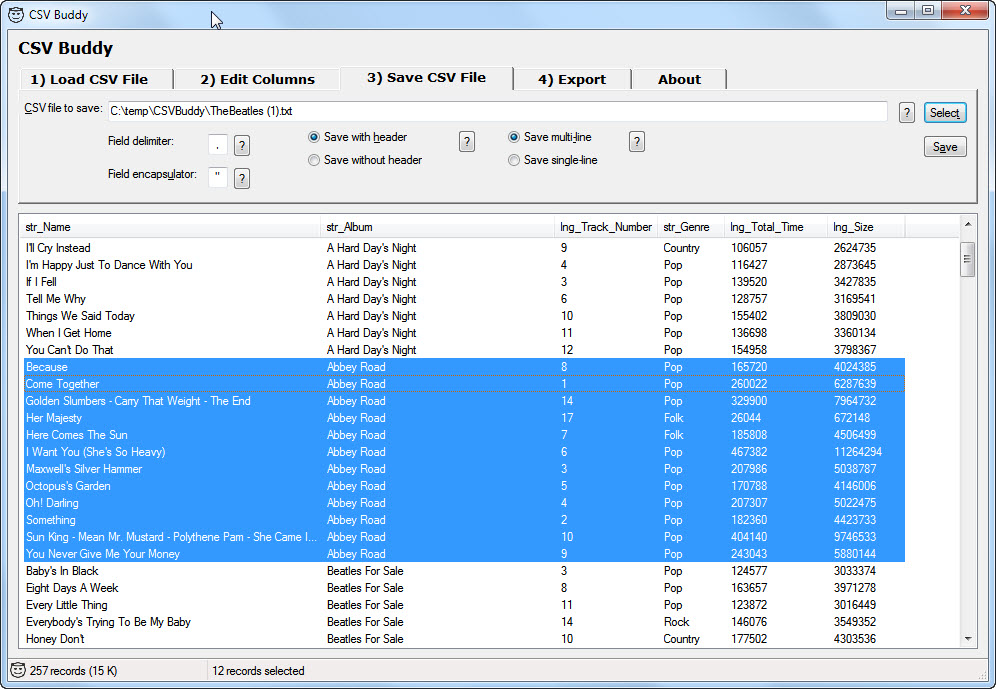 CSV Buddy
CSV Buddy
1) Load CSV File 2) Edit Columns 3) Save CSV File 4) Export About
CSV file to save: C:\temp\CSVBuddy\TheBeatles (1).txt ? Select
Field delimiter: , ? Save with header ? Save multi-line ?
Save without header Save single-line Save
Field encapsulator: " ?
str_Name str_Album lng_Track_Number str_Genre lng_Total_Time lng_Size
I'll Cry Instead A Hard Day's Night 9 Country 106057 2624735
I'm Happy Just To Dance With You A Hard Day's Night 4 Pop 116427 2873645
If I Fell A Hard Day's Night 3 Pop 139520 3427835
Tell Me Why A Hard Day's Night 6 Pop 128757 3169541
Things We Said Today A Hard Day's Night 10 Pop 155402 3809030
When I Get Home A Hard Day's Night 11 Pop 136698 3360134
You Can't Do That A Hard Day's Night 12 Pop 154958 3798367
Because Abbey Road 8 Pop 165720 4024385
Come Together Abbey Road 1 Pop 260022 6287639
Golden Slumbers - Carry That Weight - The End Abbey Road 14 Pop 329900 7964732
Her Majesty Abbey Road 17 Folk 26044 672148
Here Comes The Sun Abbey Road 7 Folk 185808 4506499
I Want You (She's So Heavy) Abbey Road 6 Pop 467382 11264294
Maxwell's Silver Hammer Abbey Road 3 Pop 207986 5038787
Octopus's Garden Abbey Road 5 Pop 170788 4146006
Oh! Darling Abbey Road 4 Pop 207307 5022475
Something Abbey Road 2 Pop 182360 4423733
Sun King - Mean Mr. Mustard - Polythene Pam - She Came I... Abbey Road 10 Pop 404140 9746533
You Never Give Me Your Money Abbey Road 9 Pop 243043 5880144
Baby's In Black Beatles For Sale 3 Pop 124577 3033374
Eight Days A Week Beatles For Sale 8 Pop 163657 3971278
Every Little Thing Beatles For Sale 11 Pop 123872 3016449
Everybody's Trying To Be My Baby Beatles For Sale 14 Rock 146076 3549352
Honey Don't Beatles For Sale 10 Country 177502 4303536
257 records (15 K) 12 records selected